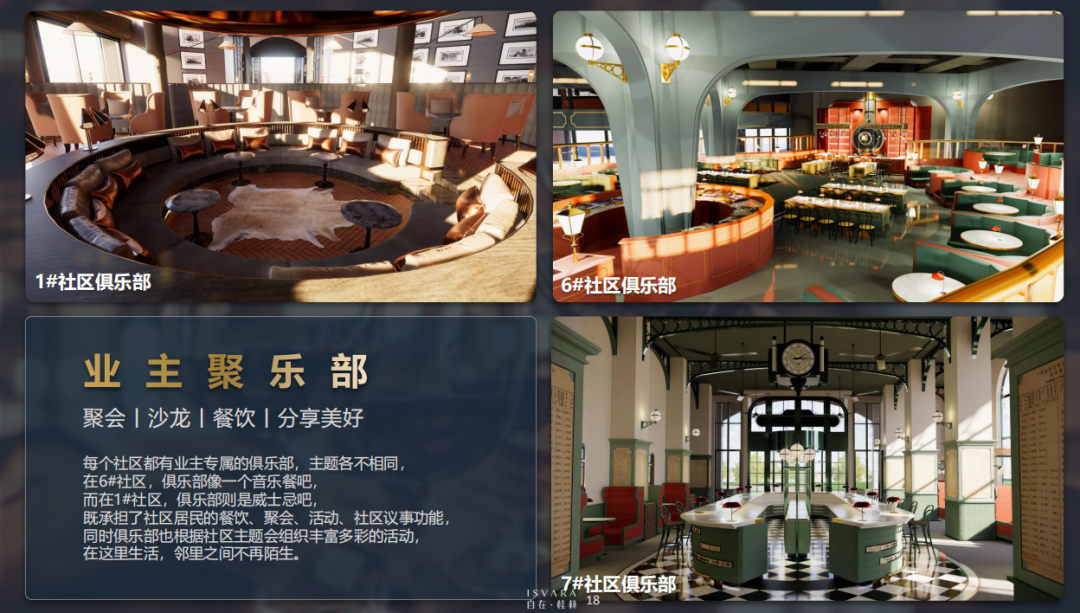 1#社区俱乐部
6#社区俱乐部
业主聚乐部
聚会 | 沙龙 | 餐饮 | 分享美好
每个社区都有业主专属的俱乐部，主题各不相同，
在6#社区，俱乐部像一个音乐餐吧，
而在1#社区，俱乐部则是威士忌吧，
既承担了社区居民的餐饮、聚会、活动、社区议事功能，
同时俱乐部也根据社区主题会组织丰富多彩的活动，
在这里生活，邻里之间不再陌生。
7#社区俱乐部
ISVARA
自在·桂林
18